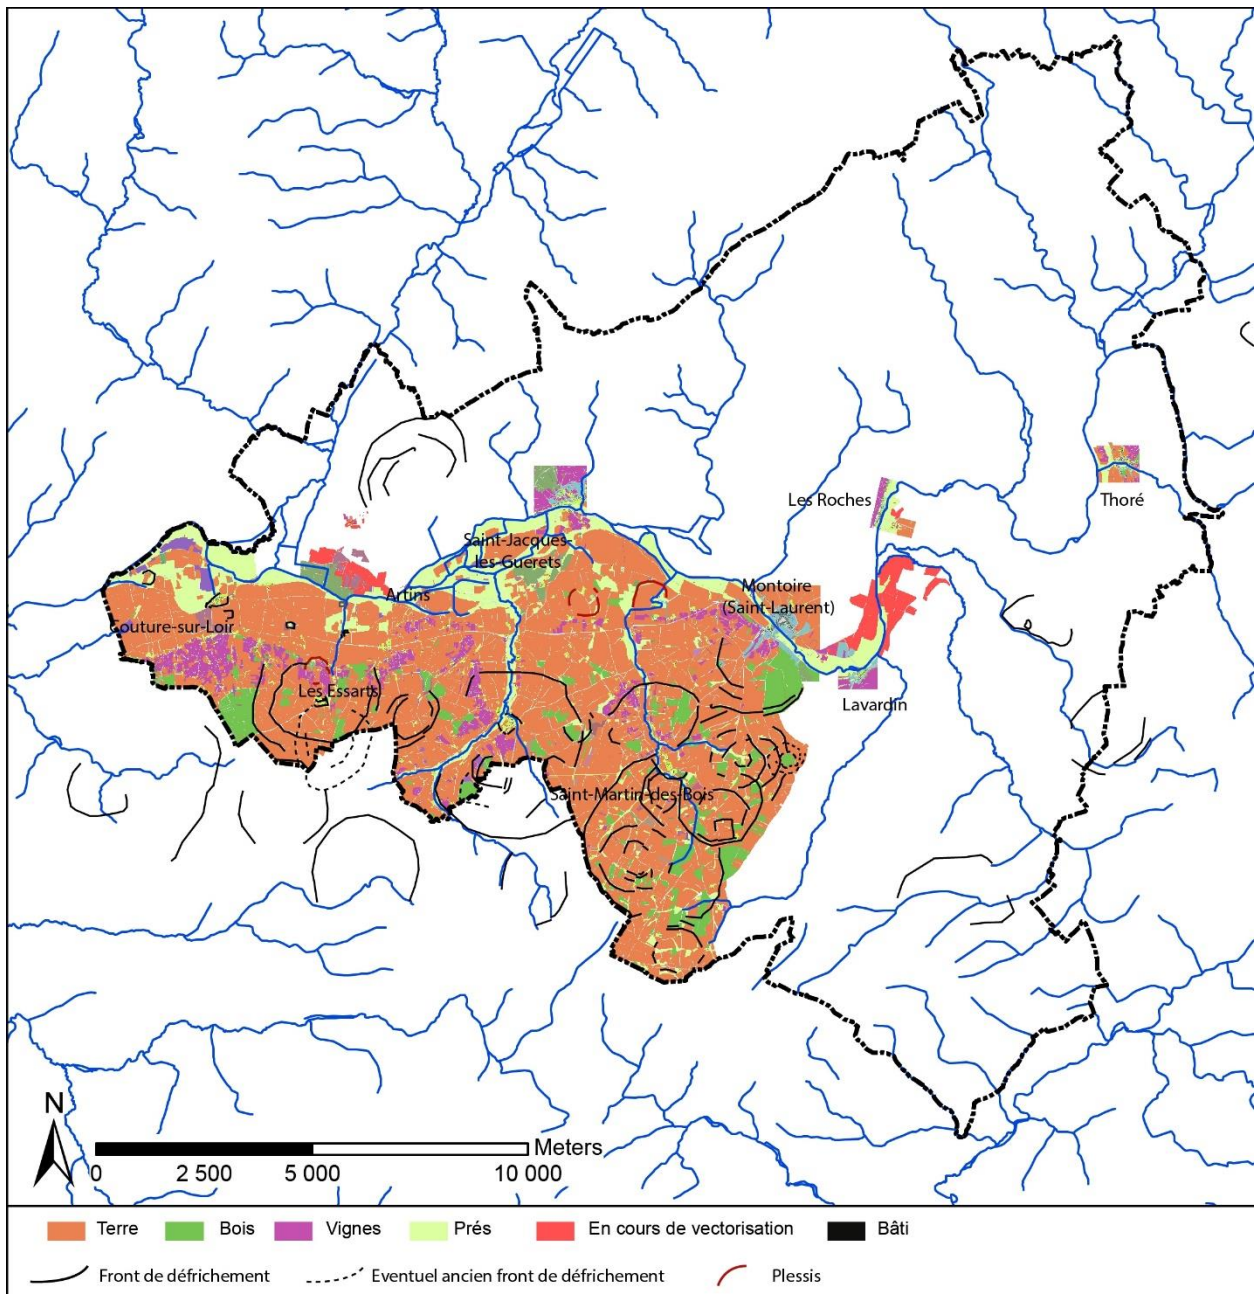 Les Roches
Thoré
Saint-Jacques-
les-Guerets
Artins
Montoire
(Saint-Laurent)
Couture-sur-Loir
Les Essarts
Lavardin
Saint-Martin-des-Bois
N
Meters
0 2 500 5 000 10 000
Terre Bois Vignes Prés En cours de vectorisation Bâti
Front de défrichement Eventuel ancien front de défrichement Plessis